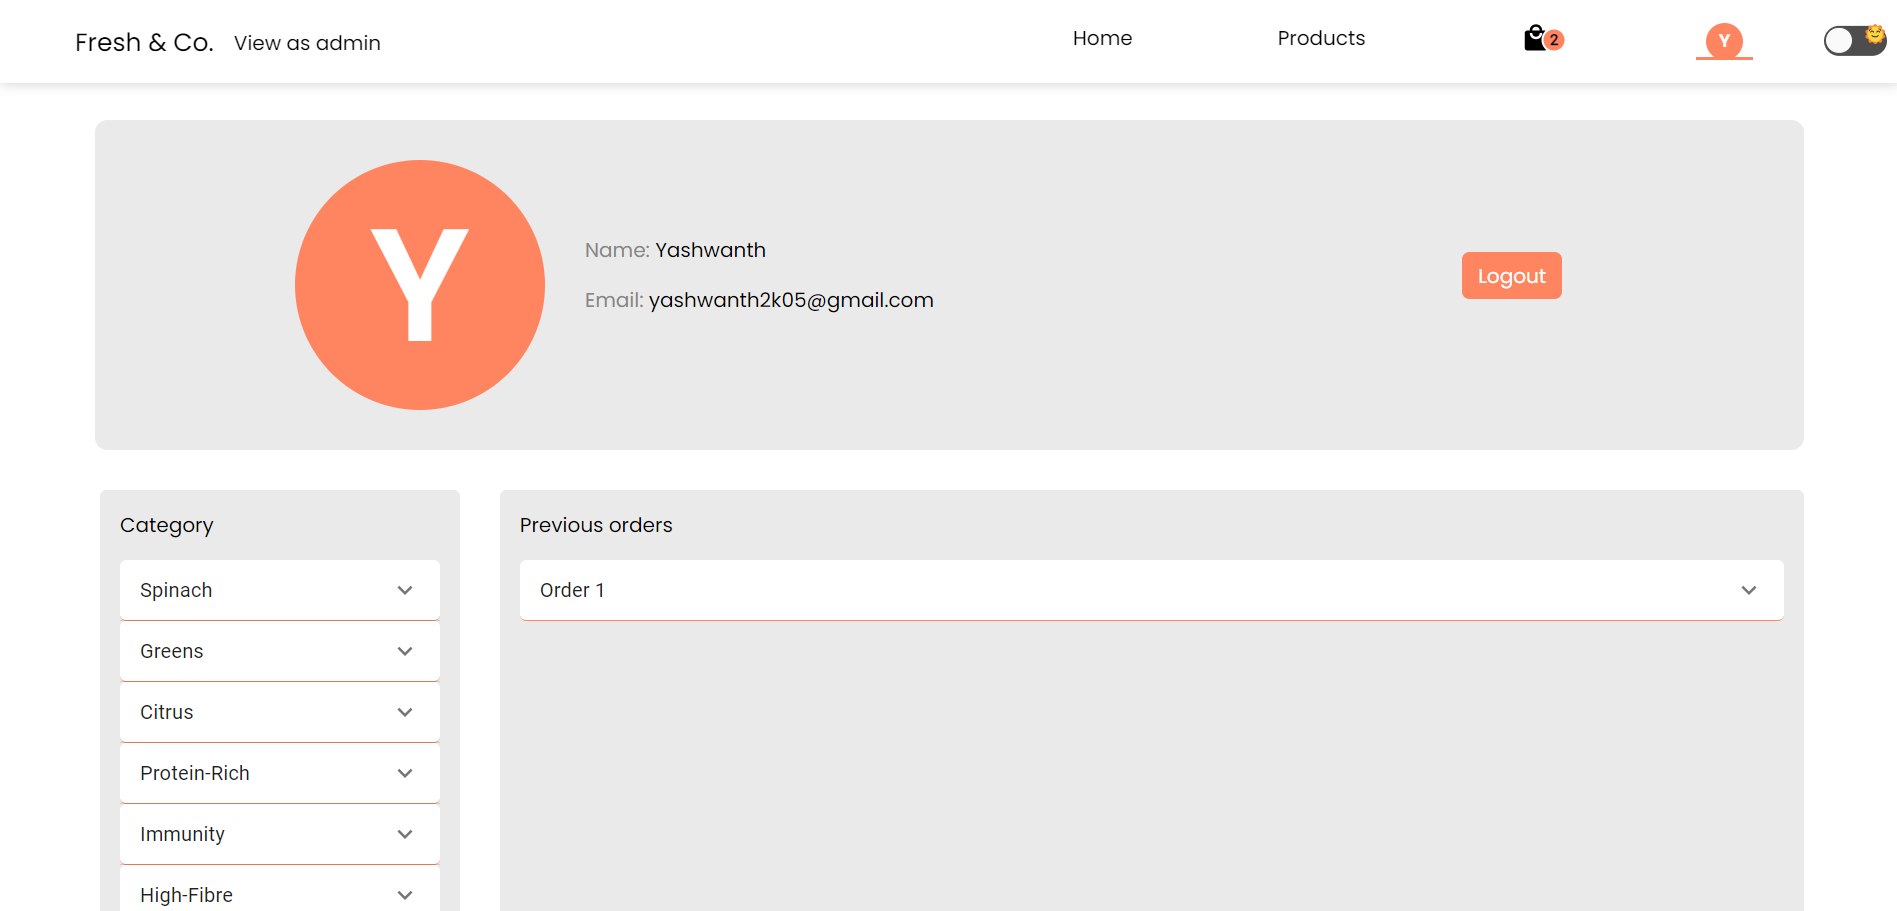 Fresh & Co. View as admin Home Products 2 Y
Y
Name: Yashwanth
Email: yashwanth2k05@gmail.com
Logout
Category
Spinach
Greens
Citrus
Protein-Rich
Immunity
High-Fibre
Previous orders
Order 1